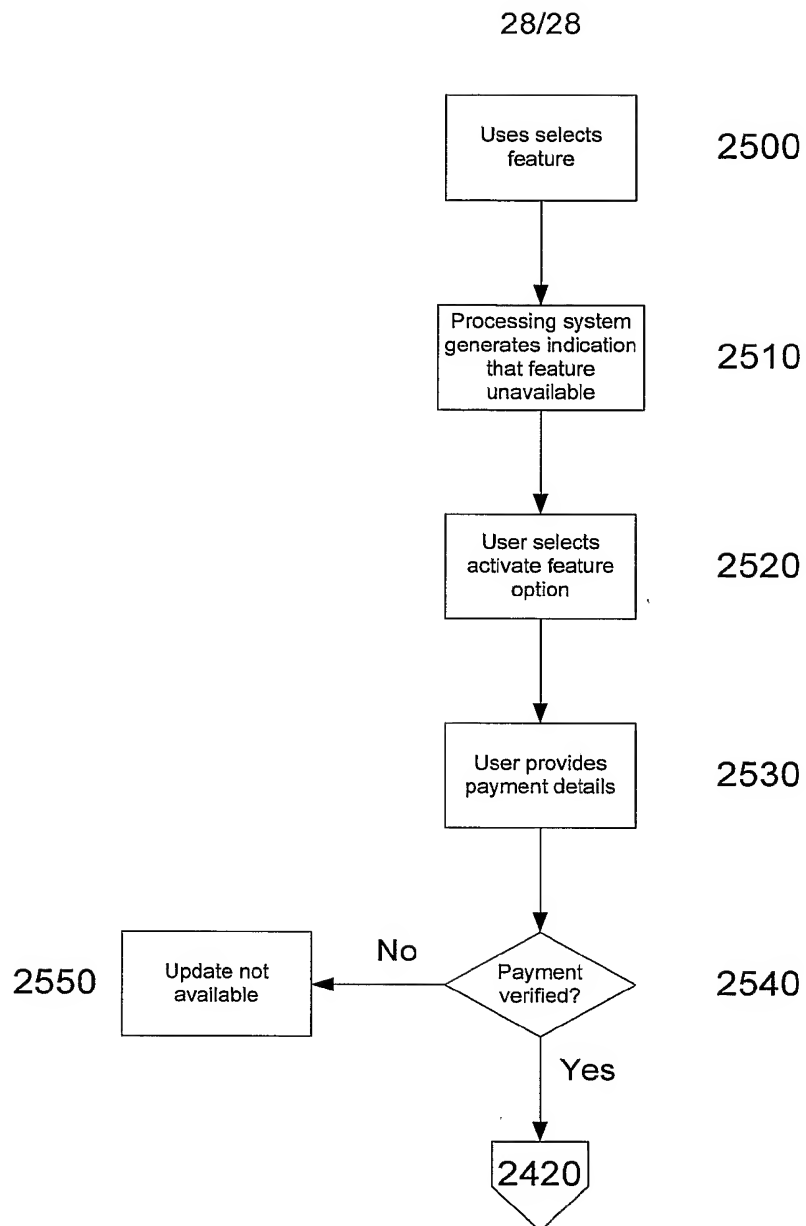 28/28
Uses selects
feature
2500
Processing system
generates indication
that feature
unavailable
2510
User selects
activate feature
option
2520
User provides
payment details
2530
No
2550
Update not
available
Payment
verified?
2540
Yes
2420